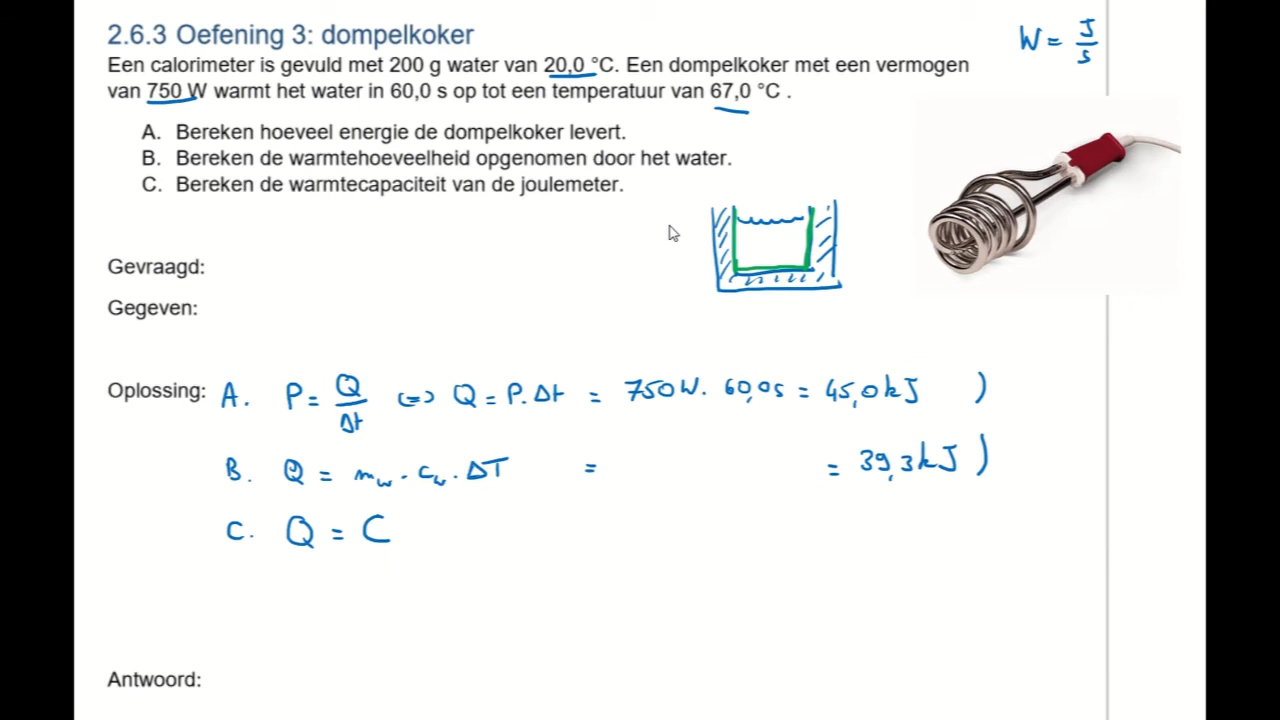 2.6.3 Oefening 3: dompelkoker
W = J/s
Een calorimeter is gevuld met 200 g water van 20,0 °C. Een dompelkoker met een vermogen
van 750 W warmt het water in 60,0 s op tot een temperatuur van 67,0 °C .
A. Bereken hoeveel energie de dompelkoker levert.
B. Bereken de warmtehoeveelheid opgenomen door het water.
C. Bereken de warmtecapaciteit van de joulemeter.
Gevraagd:
Gegeven:
Oplossing: A. P = Q/Δt <=> Q = P.Δt = 750W. 60,0s = 45,0kJ )
B. Q = mw . cw . ΔT = = 39,3kJ )
C. Q = C
Antwoord: